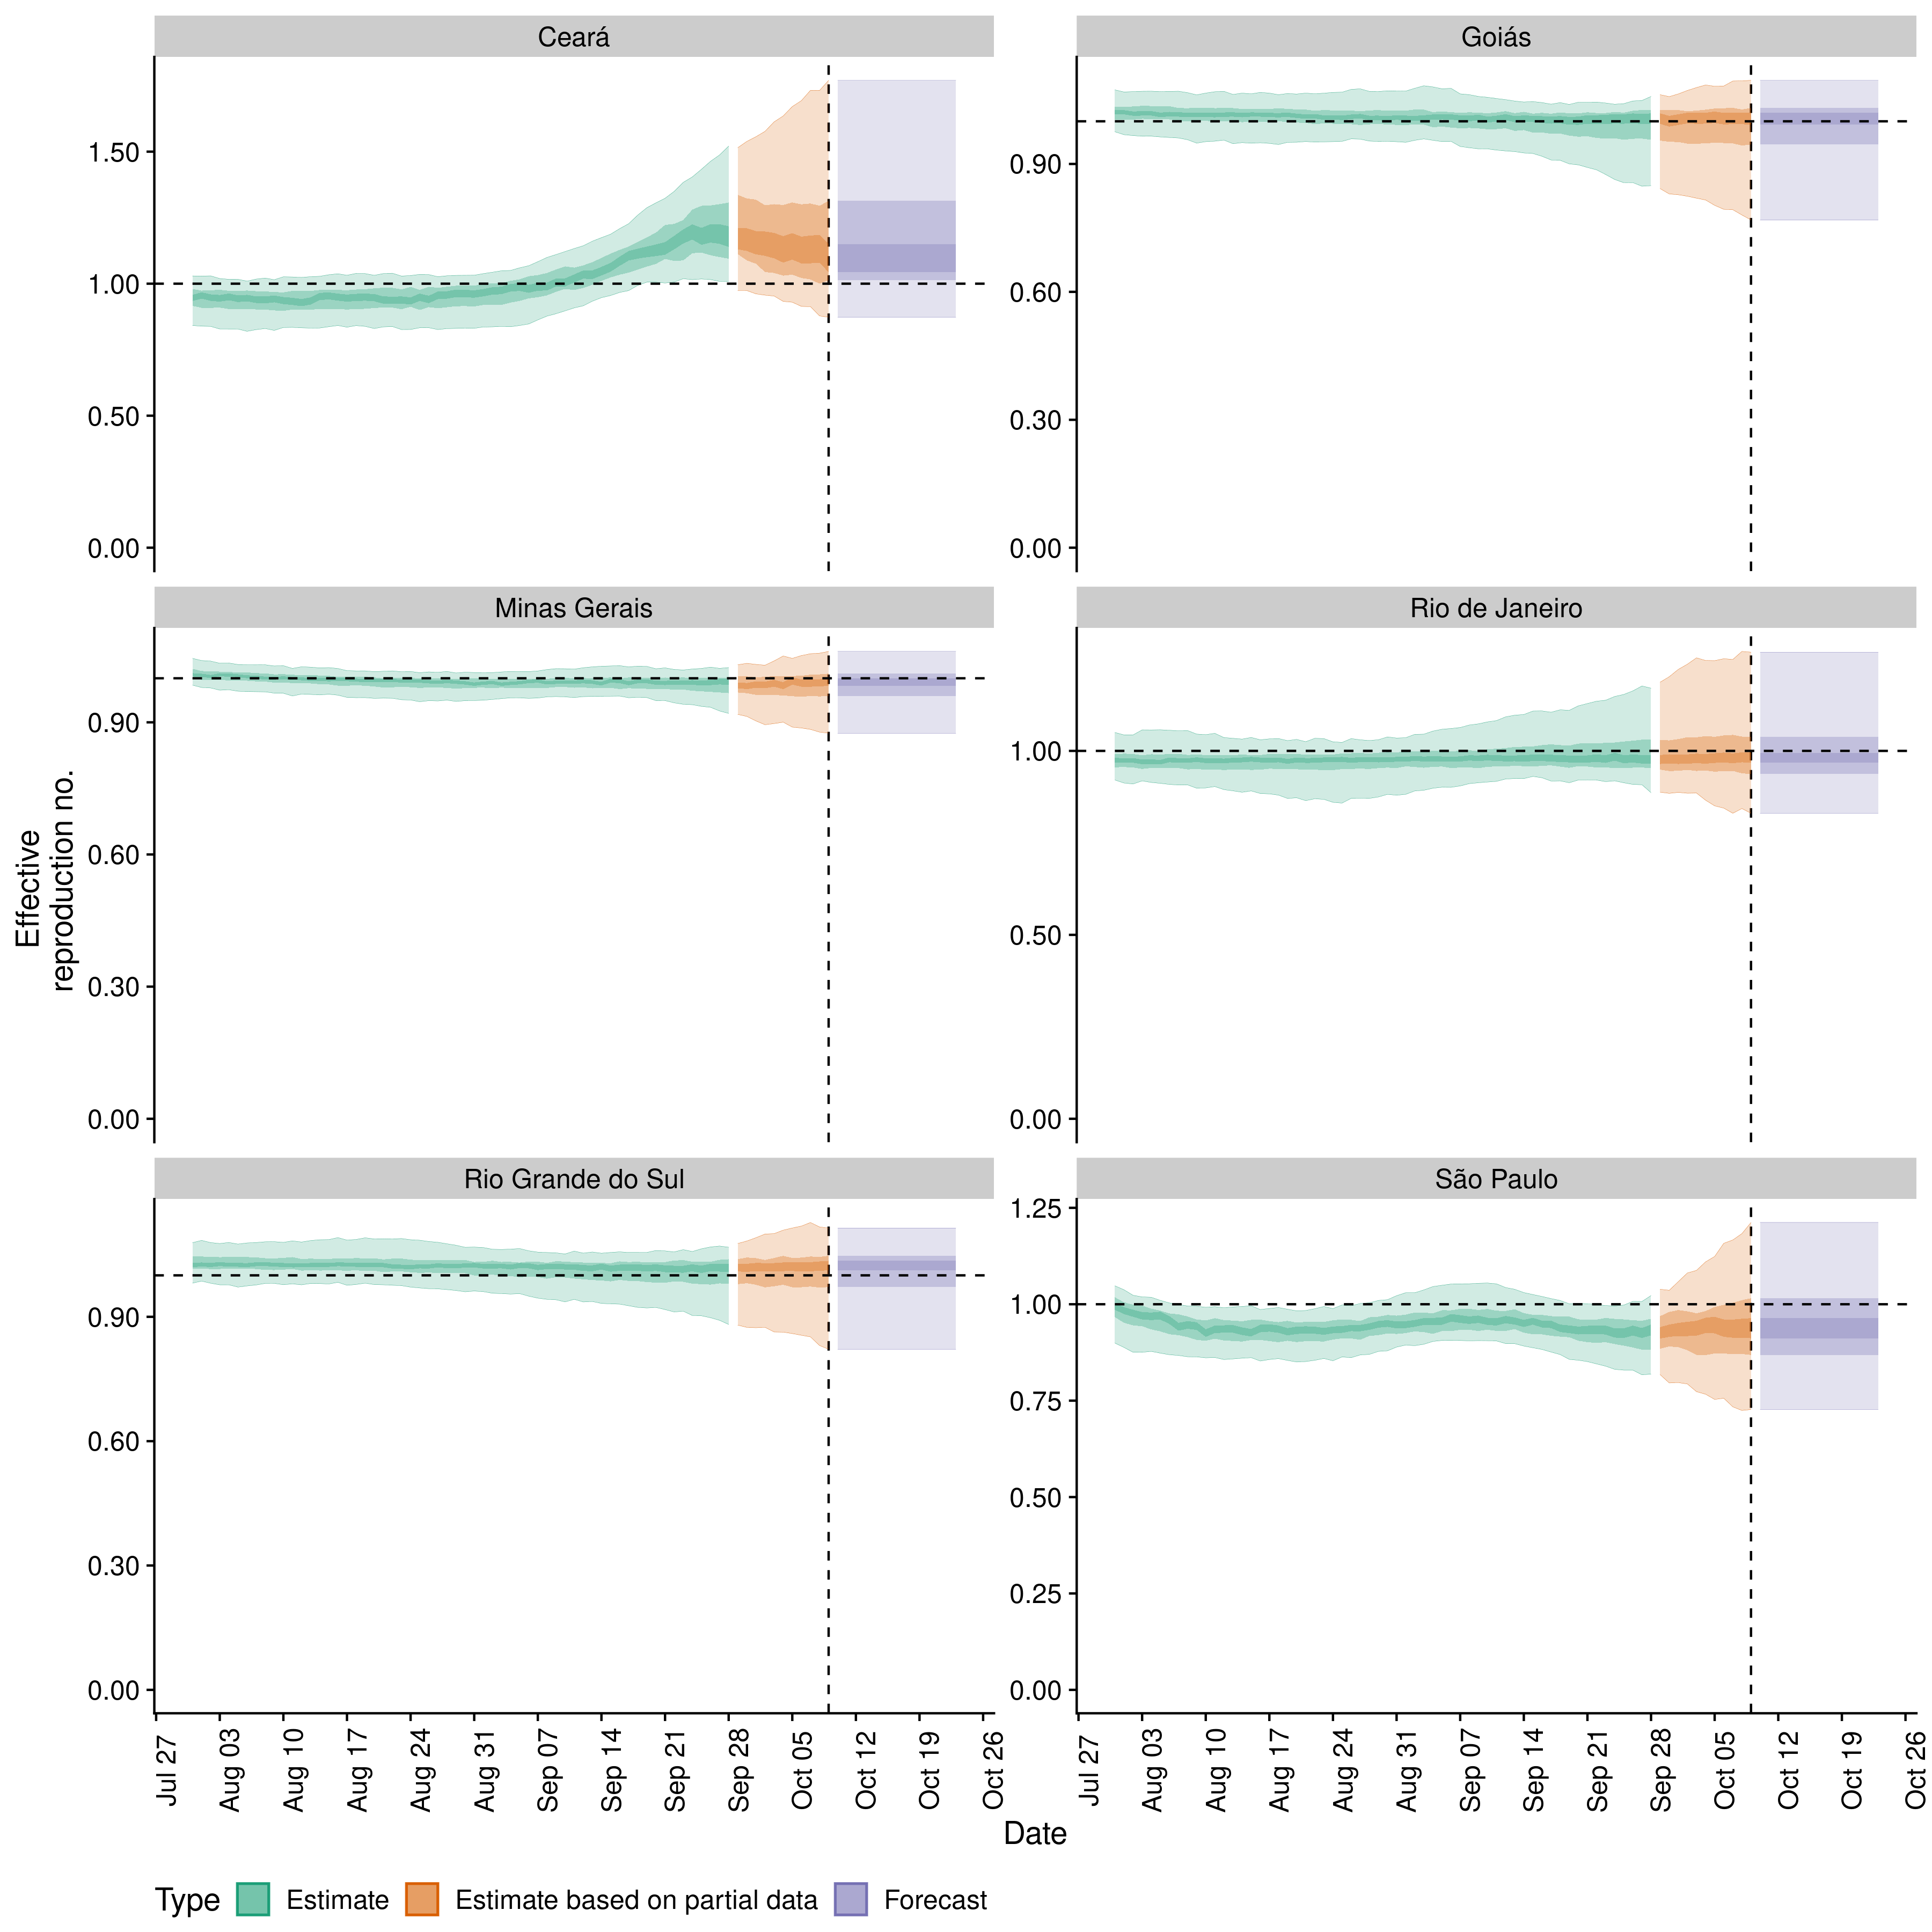 Ceará
Goiás
1.50
1.00
0.50
0.00
0.90
0.60
0.30
0.00
Minas Gerais
Rio de Janeiro
0.90
0.60
0.30
0.00
1.00
0.50
0.00
Rio Grande do Sul
São Paulo
0.90
0.60
0.30
0.00
1.25
1.00
0.75
0.50
0.25
0.00
Effective
reproduction no.
Jul 27
Aug 03
Aug 10
Aug 17
Aug 24
Aug 31
Sep 07
Sep 14
Sep 21
Sep 28
Oct 05
Oct 12
Oct 19
Oct 26
Jul 27
Aug 03
Aug 10
Aug 17
Aug 24
Aug 31
Sep 07
Sep 14
Sep 21
Sep 28
Oct 05
Oct 12
Oct 19
Oct 26
Date
Type Estimate Estimate based on partial data Forecast